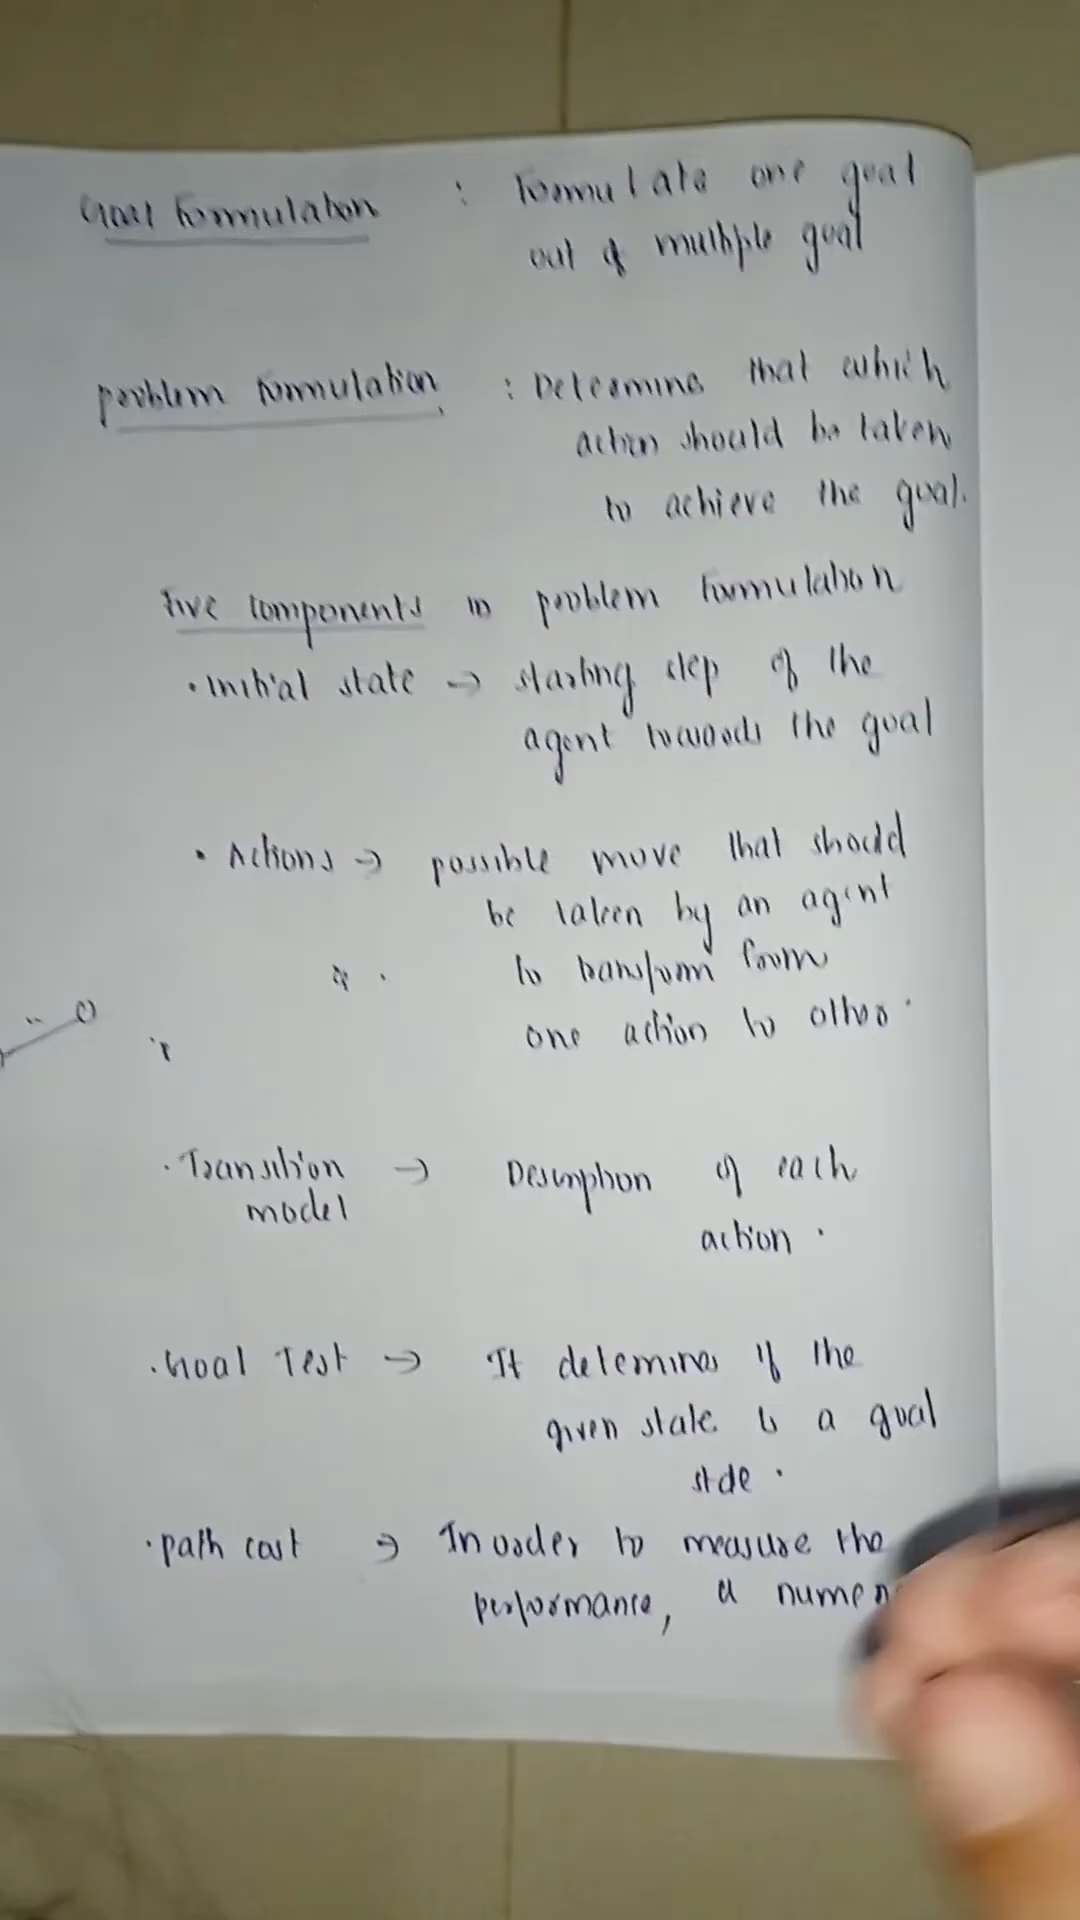 Goal Formulation : Formulate one goal
out of multiple goal
problem formulation : Determine that which
action should be taken
to achieve the goal.
Five components in problem Formulation
• Initial state → starting step of the
agent towards the goal
• Actions → possible move that should
be taken by an agent
to transform from
one action to other.
• Transition → Description of each
model
action.
• Goal Test → It determines if the
given state is a goal
state.
• path cost → In order to measure the
performance, a numer